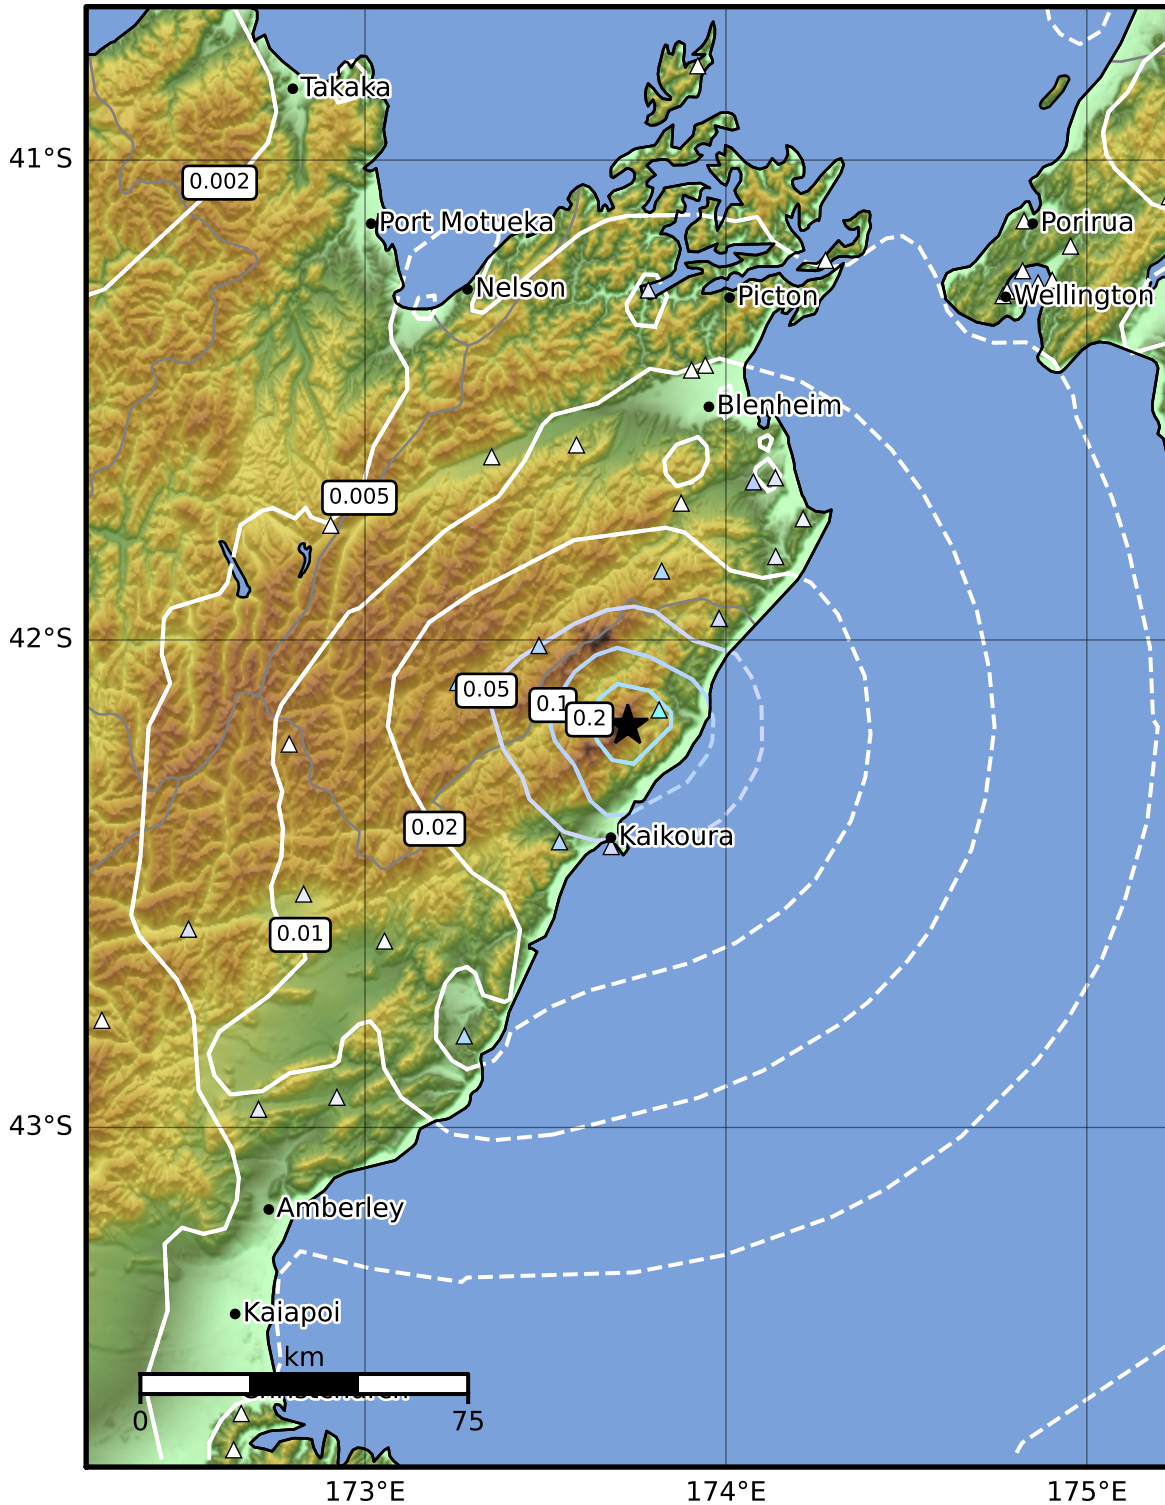 Takaka
41°S
0.002
Port Motueka
Porirua
Nelson
Picton
Wellington
Blenheim
0.005
42°S
0.05
0.1
0.2
0.02
Kaikoura
0.01
43°S
Amberley
Kaiapoi
km
0
75
173°E
174°E
175°E